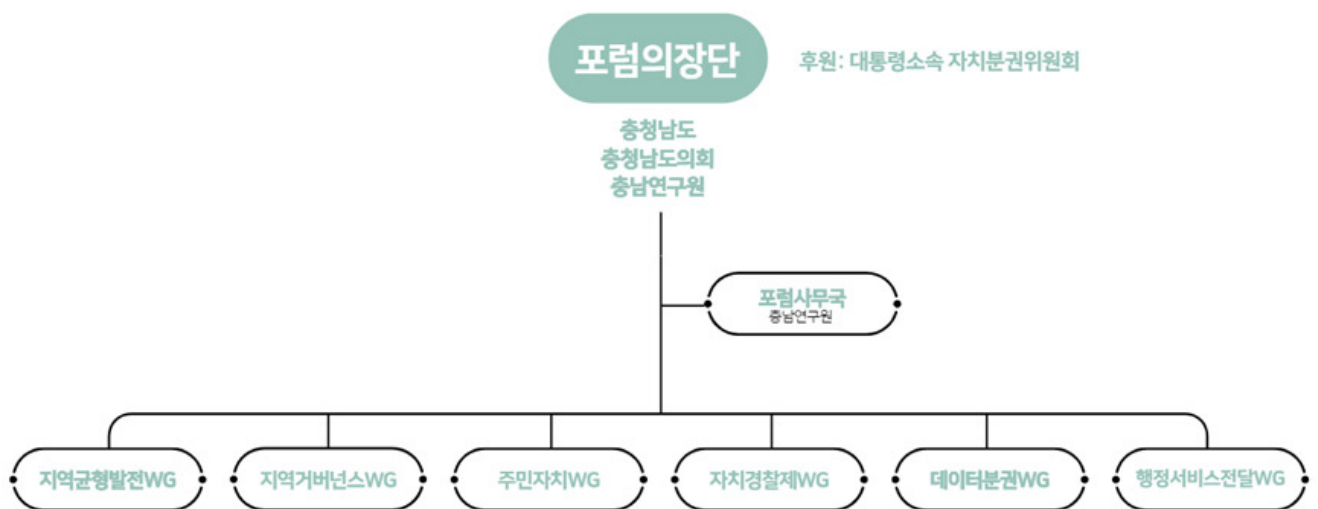 포럼의장단
후원: 대통령소속 자치분권위원회
충청남도
충청남도의회
충남연구원
포럼사무국
충남연구원
지역균형발전WG
지역거버넌스WG
주민자치WG
자치경찰제WG
데이터분권WG
행정서비스전달WG